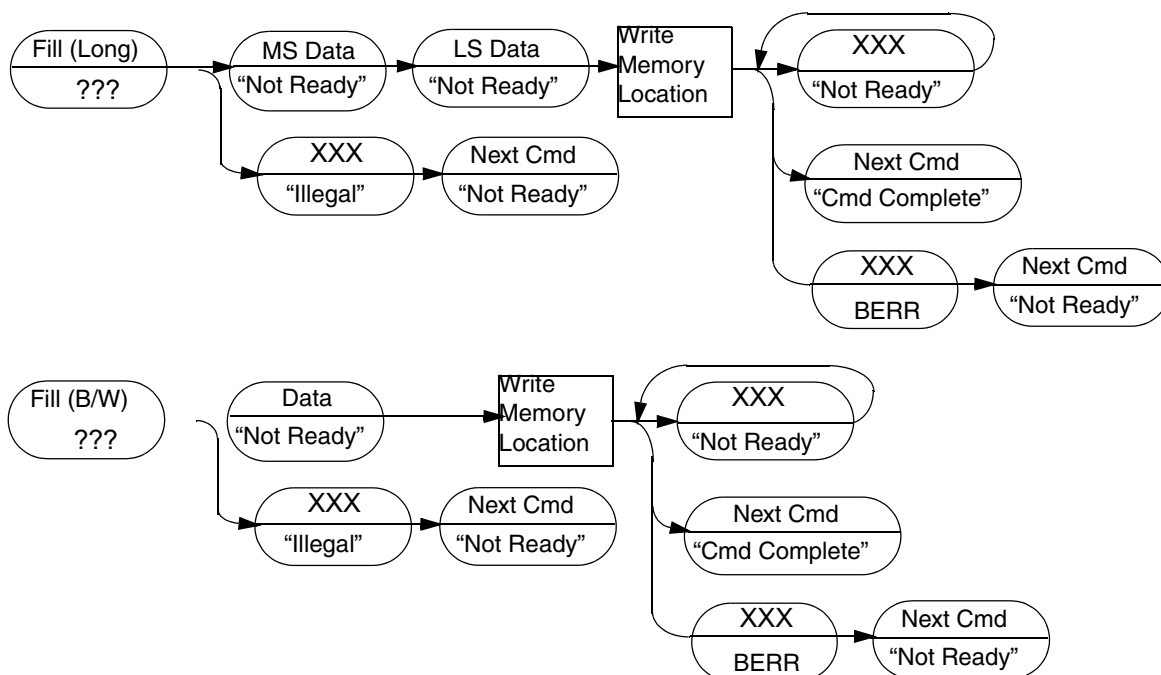 Fill (Long)
???
MS Data
“Not Ready”
LS Data
“Not Ready”
Write
Memory
Location
XXX
“Not Ready”
XXX
“Illegal”
Next Cmd
“Not Ready”
Next Cmd
“Cmd Complete”
XXX
BERR
Next Cmd
“Not Ready”
Fill (B/W)
???
Data
“Not Ready”
Write
Memory
Location
XXX
“Not Ready”
XXX
“Illegal”
Next Cmd
“Not Ready”
Next Cmd
“Cmd Complete”
XXX
BERR
Next Cmd
“Not Ready”